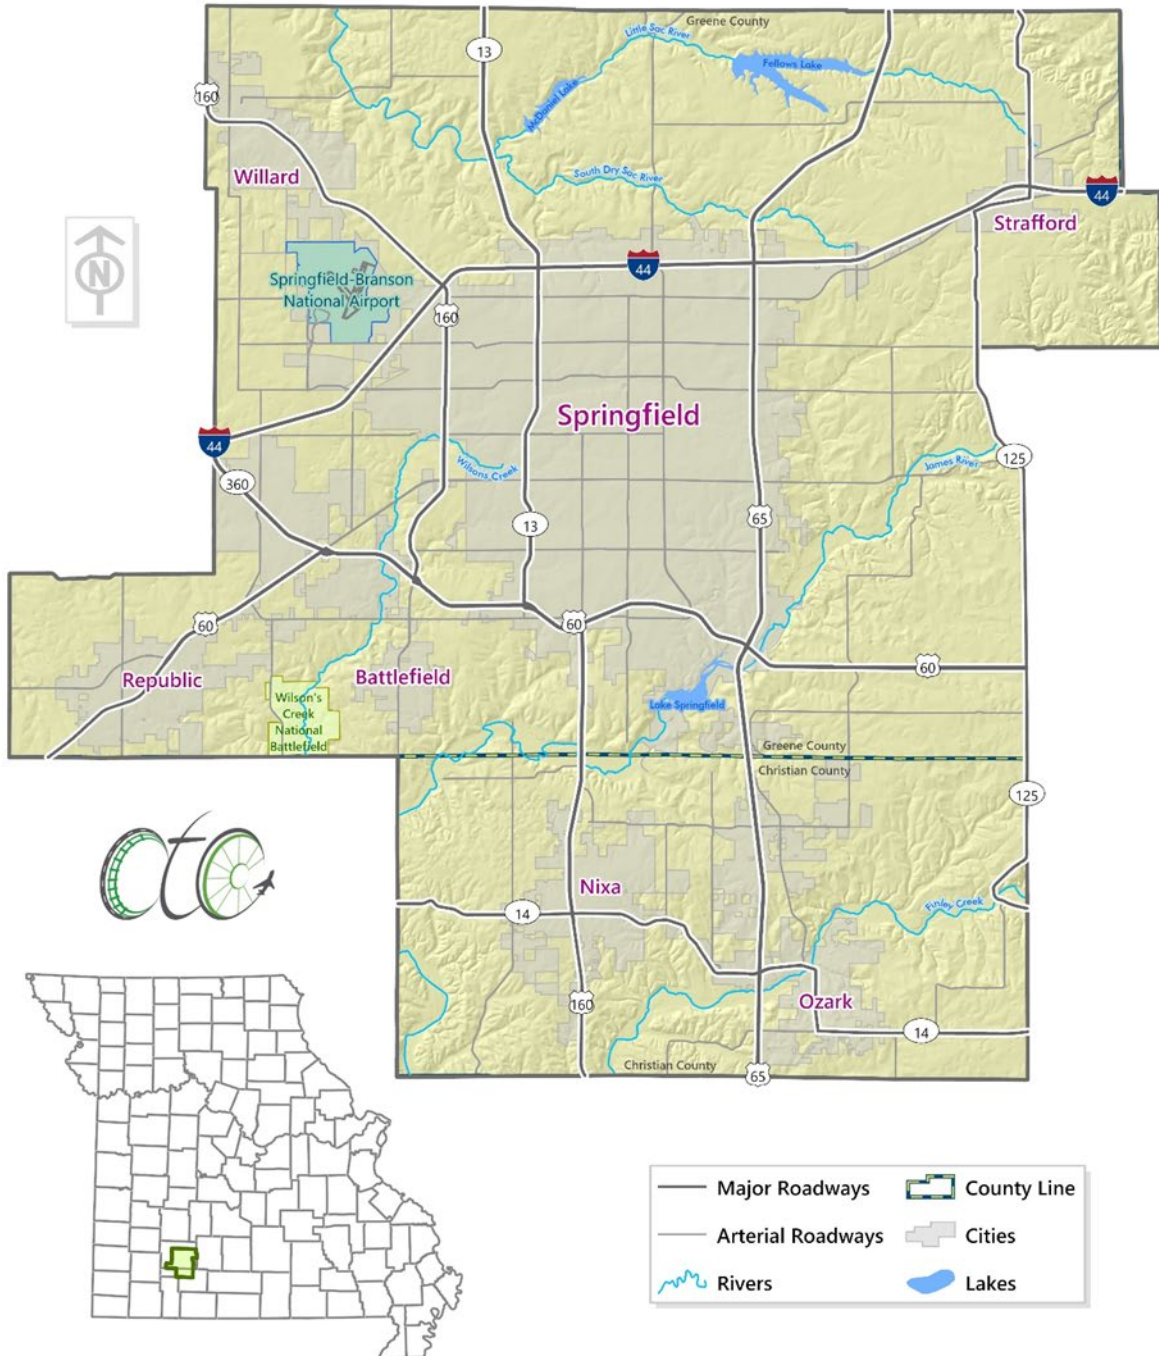 Greene County
Little Sac River
13
Fellows Lake
160
McDaniel Lake
Willard
South Dry Sac River
44
Strafford
44
Springfield-Branson
National Airport
160
N
Springfield
44
Wilsons Creek
James River
125
360
13
65
60
60
Republic
Battlefield
60
Wilson's
Creek
National
Battlefield
Lake Springfield
Greene County
Christian County
125
Nixa
14
Finley Creek
160
Ozark
14
Christian County
65
oto
Major Roadways
County Line
Arterial Roadways
Cities
Rivers
Lakes